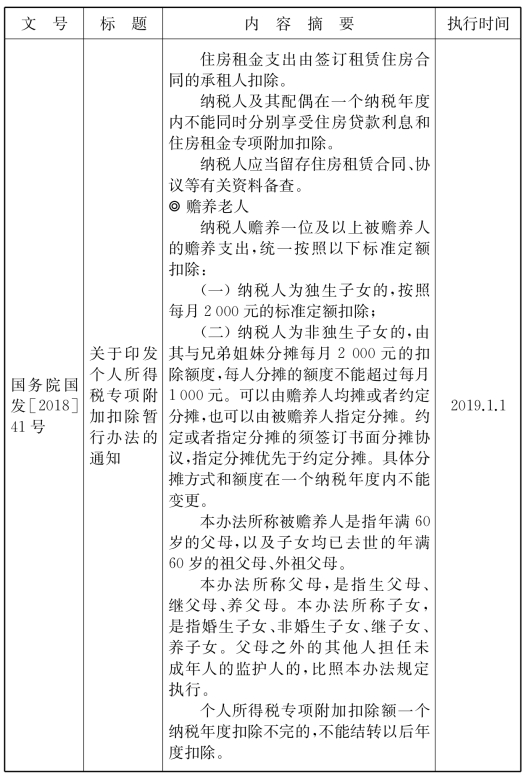 文　号
标　题
内　容　摘　要
执行时间
国务院国
发［2018］
41 号
关于印发
个人所得
税专项附
加扣除暂
行办法的
通知
住房租金支出由签订租赁住房合
同的承租人扣除。
纳税人及其配偶在一个纳税年度
内不能同时分别享受住房贷款利息和
住房租金专项附加扣除。
纳税人应当留存住房租赁合同、协
议等有关资料备查。
◎ 赡养老人
纳税人赡养一位及以上被赡养人
的赡养支出，统一按照以下标准定额
扣除：
（一）纳税人为独生子女的，按照
每月 2 000 元的标准定额扣除；
（二）纳税人为非独生子女的，由
其与兄弟姐妹分摊每月 2 000 元的扣
除额度，每人分摊的额度不能超过每月
1 000 元。可以由赡养人均摊或者约定
分摊，也可以由被赡养人指定分摊。约
定或者指定分摊的须签订书面分摊协
议，指定分摊优先于约定分摊。具体分
摊方式和额度在一个纳税年度内不能
变更。
本办法所称被赡养人是指年满 60
岁的父母，以及子女均已去世的年满
60 岁的祖父母、外祖父母。
本办法所称父母，是指生父母、
继父母、养父母。本办法所称子女，
是指婚生子女、非婚生子女、继子女、
养子女。父母之外的其他人担任未
成年人的监护人的，比照本办法规定
执行。
个人所得税专项附加扣除额一个
纳税年度扣除不完的，不能结转以后年
度扣除。
2019.1.1